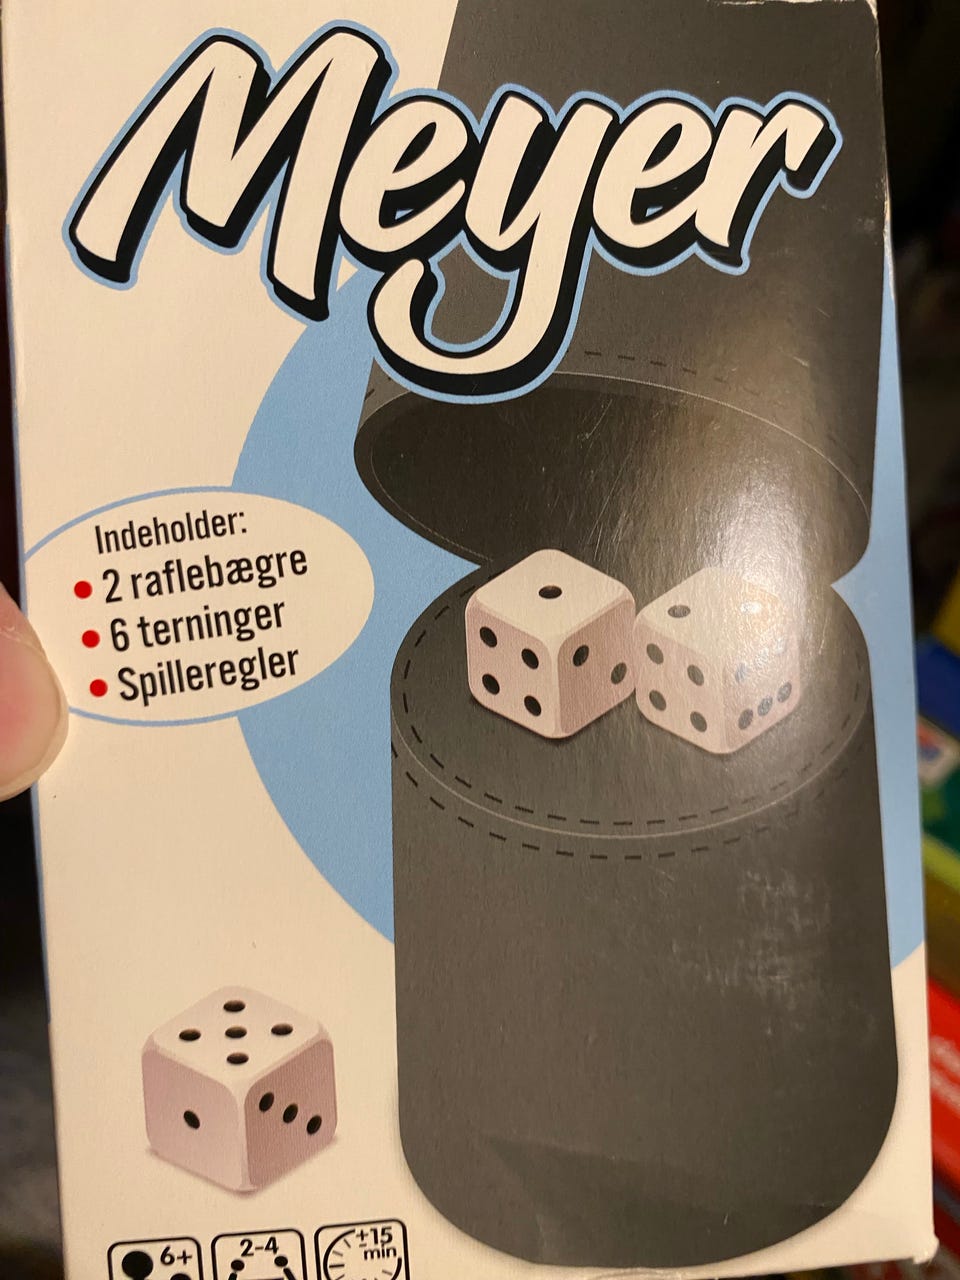 Meyer
Indeholder:
• 2 raflebægre
• 6 terninger
• Spilleregler
6+
2-4
±15
min